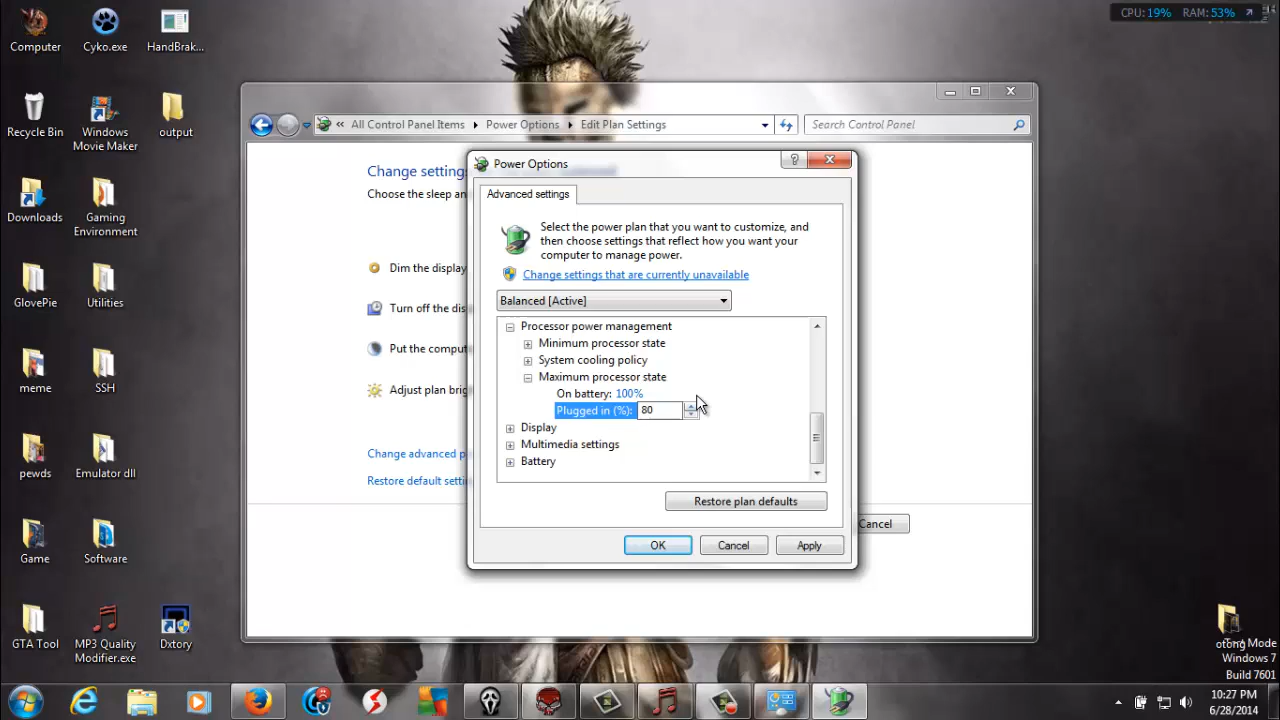 CPU:19% RAM:53%
Computer
Cyko.exe
HandBrak...
Recycle Bin
Windows
Movie Maker
output
Downloads
Gaming
Environment
GlovePie
Utilities
meme
SSH
pewds
Emulator dll
Game
Software
GTA Tool
MP3 Quality
Modifier.exe
Dxtory
« All Control Panel Items ▸ Power Options ▸ Edit Plan Settings
Search Control Panel
Change setting
Choose the sleep an
Dim the display
Turn off the dis
Put the comput
Adjust plan brig
Change advanced p
Restore default setti
Cancel
Power Options
?
Advanced settings
Select the power plan that you want to customize, and
then choose settings that reflect how you want your
computer to manage power.
Change settings that are currently unavailable
Balanced [Active]
Processor power management
Minimum processor state
System cooling policy
Maximum processor state
On battery: 100%
Plugged in (%): 80
Display
Multimedia settings
Battery
Restore plan defaults
OK
Cancel
Apply
Mode
Windows 7
Build 7601
10:27 PM
6/28/2014